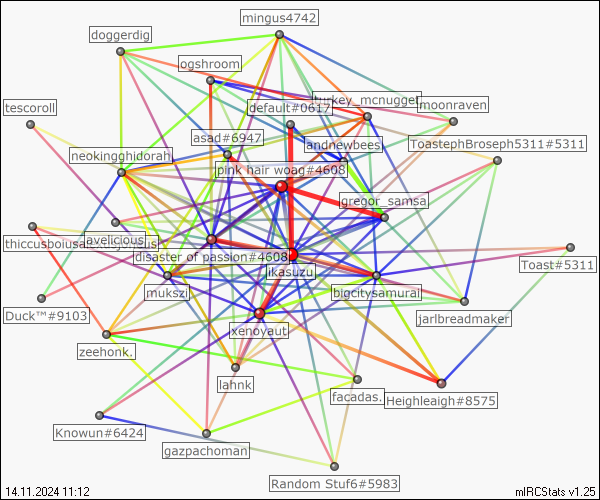 mingus4742
doggerdig
ogshroom
tescoroll
default#0617
turkey_mcnugget
moonraven
asad#6947
andnewbees
ToastephBroseph5311#5311
neokingghidorah
pink hair woag#4608
gregor_samsa
avelicious
disaster of passion#4608
Toast#5311
ikasuzu
mukszi
bigcitysamurai
Duck™#9103
jarlbreadmaker
xenoyaut
zeehonk.
lahnk
facadas.
Heighleaigh#8575
Knowun#6424
gazpachoman
Random Stuf6#5983
14.11.2024 11:12
mIRCStats v1.25